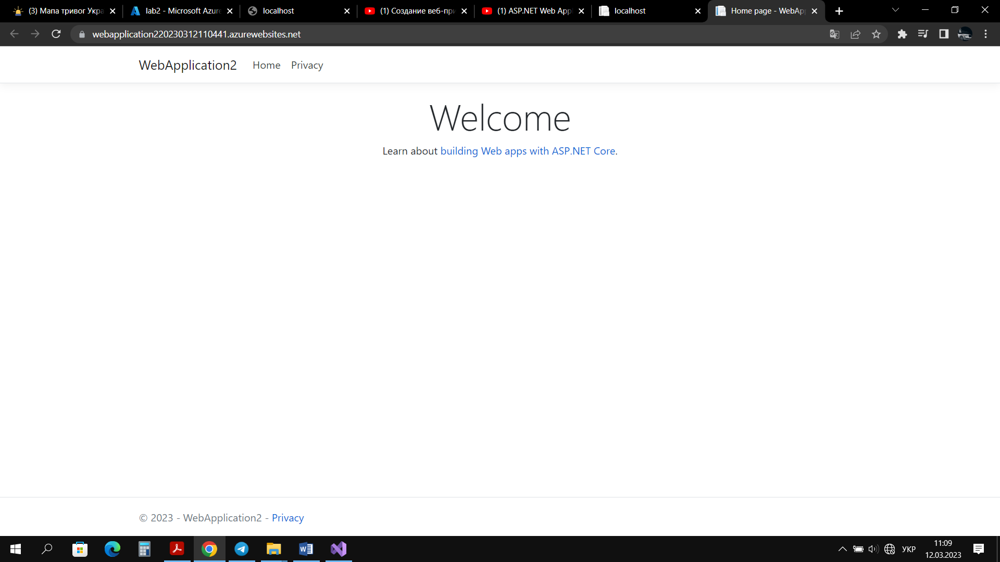 (3) Мапа тривог Укра
lab2 - Microsoft Azure
localhost
(1) Создание веб-при
(1) ASP.NET Web App
localhost
Home page - WebAp
webapplication220230312110441.azurewebsites.net
WebApplication2 Home Privacy
Welcome
Learn about building Web apps with ASP.NET Core.
© 2023 - WebApplication2 - Privacy
УКР
11:09
12.03.2023